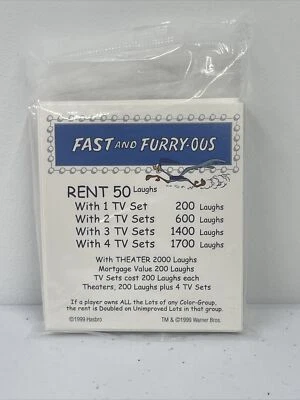 FAST AND FURRY-OUS
RENT 50 Laughs
With 1 TV Set 200 Laughs
With 2 TV Sets 600 Laughs
With 3 TV Sets 1400 Laughs
With 4 TV Sets 1700 Laughs
With THEATER 2000 Laughs
Mortgage Value 200 Laughs
TV Sets cost 200 Laughs each
Theaters, 200 Laughs plus 4 TV Sets
If a player owns ALL the Lots of any Color-Group,
the rent is Doubled on Unimproved Lots in that group.
©1999 Hasbro TM & ©1999 Warner Bros.